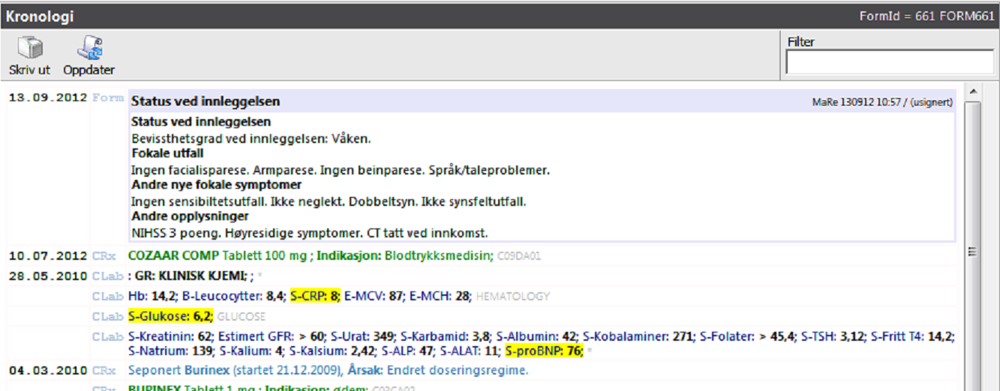 Kronologi FormId = 661 FORM661
Filter
Skriv ut Oppdater
13.09.2012 Form Status ved innleggelsen MaRe 130912 10:57 / (usignert)
Status ved innleggelsen
Bevissthetsgrad ved innleggelsen: Våken.
Fokale utfall
Ingen facialisparese. Armparese. Ingen beinparese. Språk/taleproblemer.
Andre nye fokale symptomer
Ingen sensibiltetsutfall. Ikke neglekt. Dobbeltsyn. Ikke synsfeltutfall.
Andre opplysninger
NIHSS 3 poeng. Høyresidige symptomer. CT tatt ved innkomst.
10.07.2012 CRx COZAAR COMP Tablett 100 mg ; Indikasjon: Blodtrykksmedisin; C09DA01
28.05.2010 CLab : GR: KLINISK KJEMI; ; *
CLab Hb: 14,2; B-Leucocytter: 8,4; S-CRP: 8; E-MCV: 87; E-MCH: 28; HEMATOLOGY
CLab S-Glukose: 6,2; GLUCOSE
CLab S-Kreatinin: 62; Estimert GFR: > 60; S-Urat: 349; S-Karbamid: 3,8; S-Albumin: 42; S-Kobalaminer: 271; S-Folater: > 45,4; S-TSH: 3,12; S-Fritt T4: 14,2;
S-Natrium: 139; S-Kalium: 4; S-Kalsium: 2,42; S-ALP: 47; S-ALAT: 11; S-proBNP: 76; *
04.03.2010 CRx Seponert Burinex (startet 21.12.2009), Årsak: Endret doseringsregime.
CRx BURINEX Tablett 1 mg ; Indikasjon: ødem; C03CA02